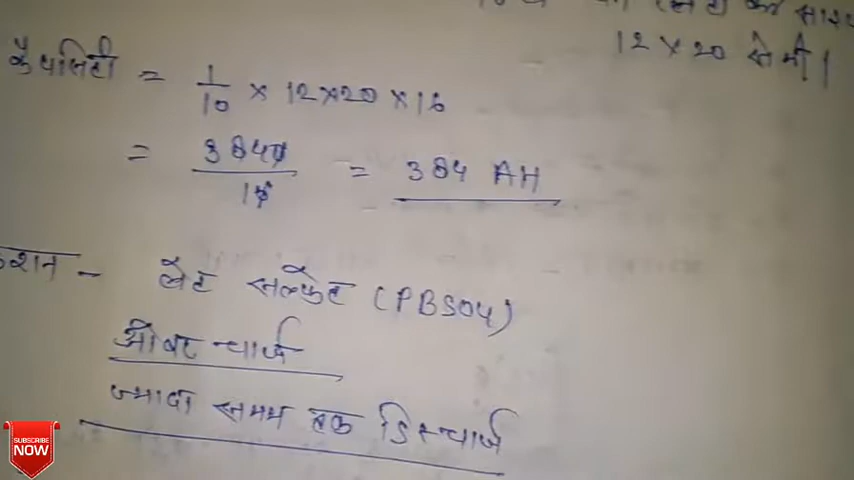 12 x 20 से मी।
कैपसिटी = 1/10 x 12x20 x 16
= 3840/10 = 384 AH
लेट सल्फेट (PBSO4)
ओवर चार्ज
ज्यादा समय तक डिस्चार्ज
SUBSCRIBE
NOW